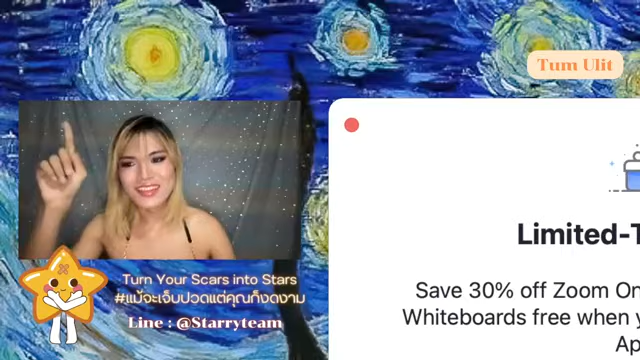 Tum Ulit
Limited-T
Save 30% off Zoom On
Whiteboards free when y
Ap
Turn Your Scars into Stars
#แม้จะเจ็บปวดแต่คุณก็งดงาม
Line : @Starryteam